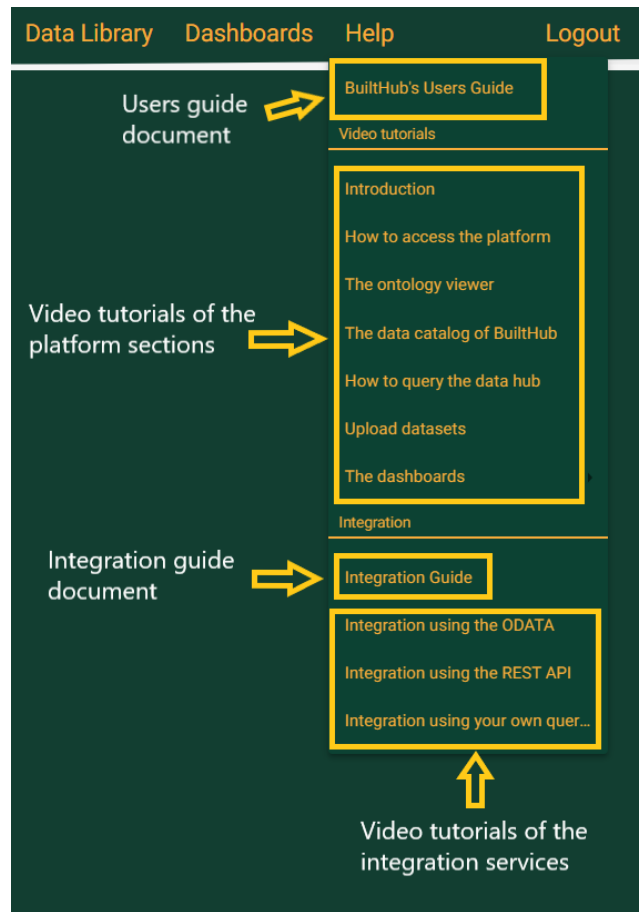 Data Library Dashboards Help Logout
BuiltHub's Users Guide
Users guide
document
Video tutorials
Introduction
How to access the platform
The ontology viewer
Video tutorials of the
platform sections
The data catalog of BuiltHub
How to query the data hub
Upload datasets
The dashboards
Integration
Integration guide
document
Integration Guide
Integration using the ODATA
Integration using the REST API
Integration using your own quer...
Video tutorials of the
integration services